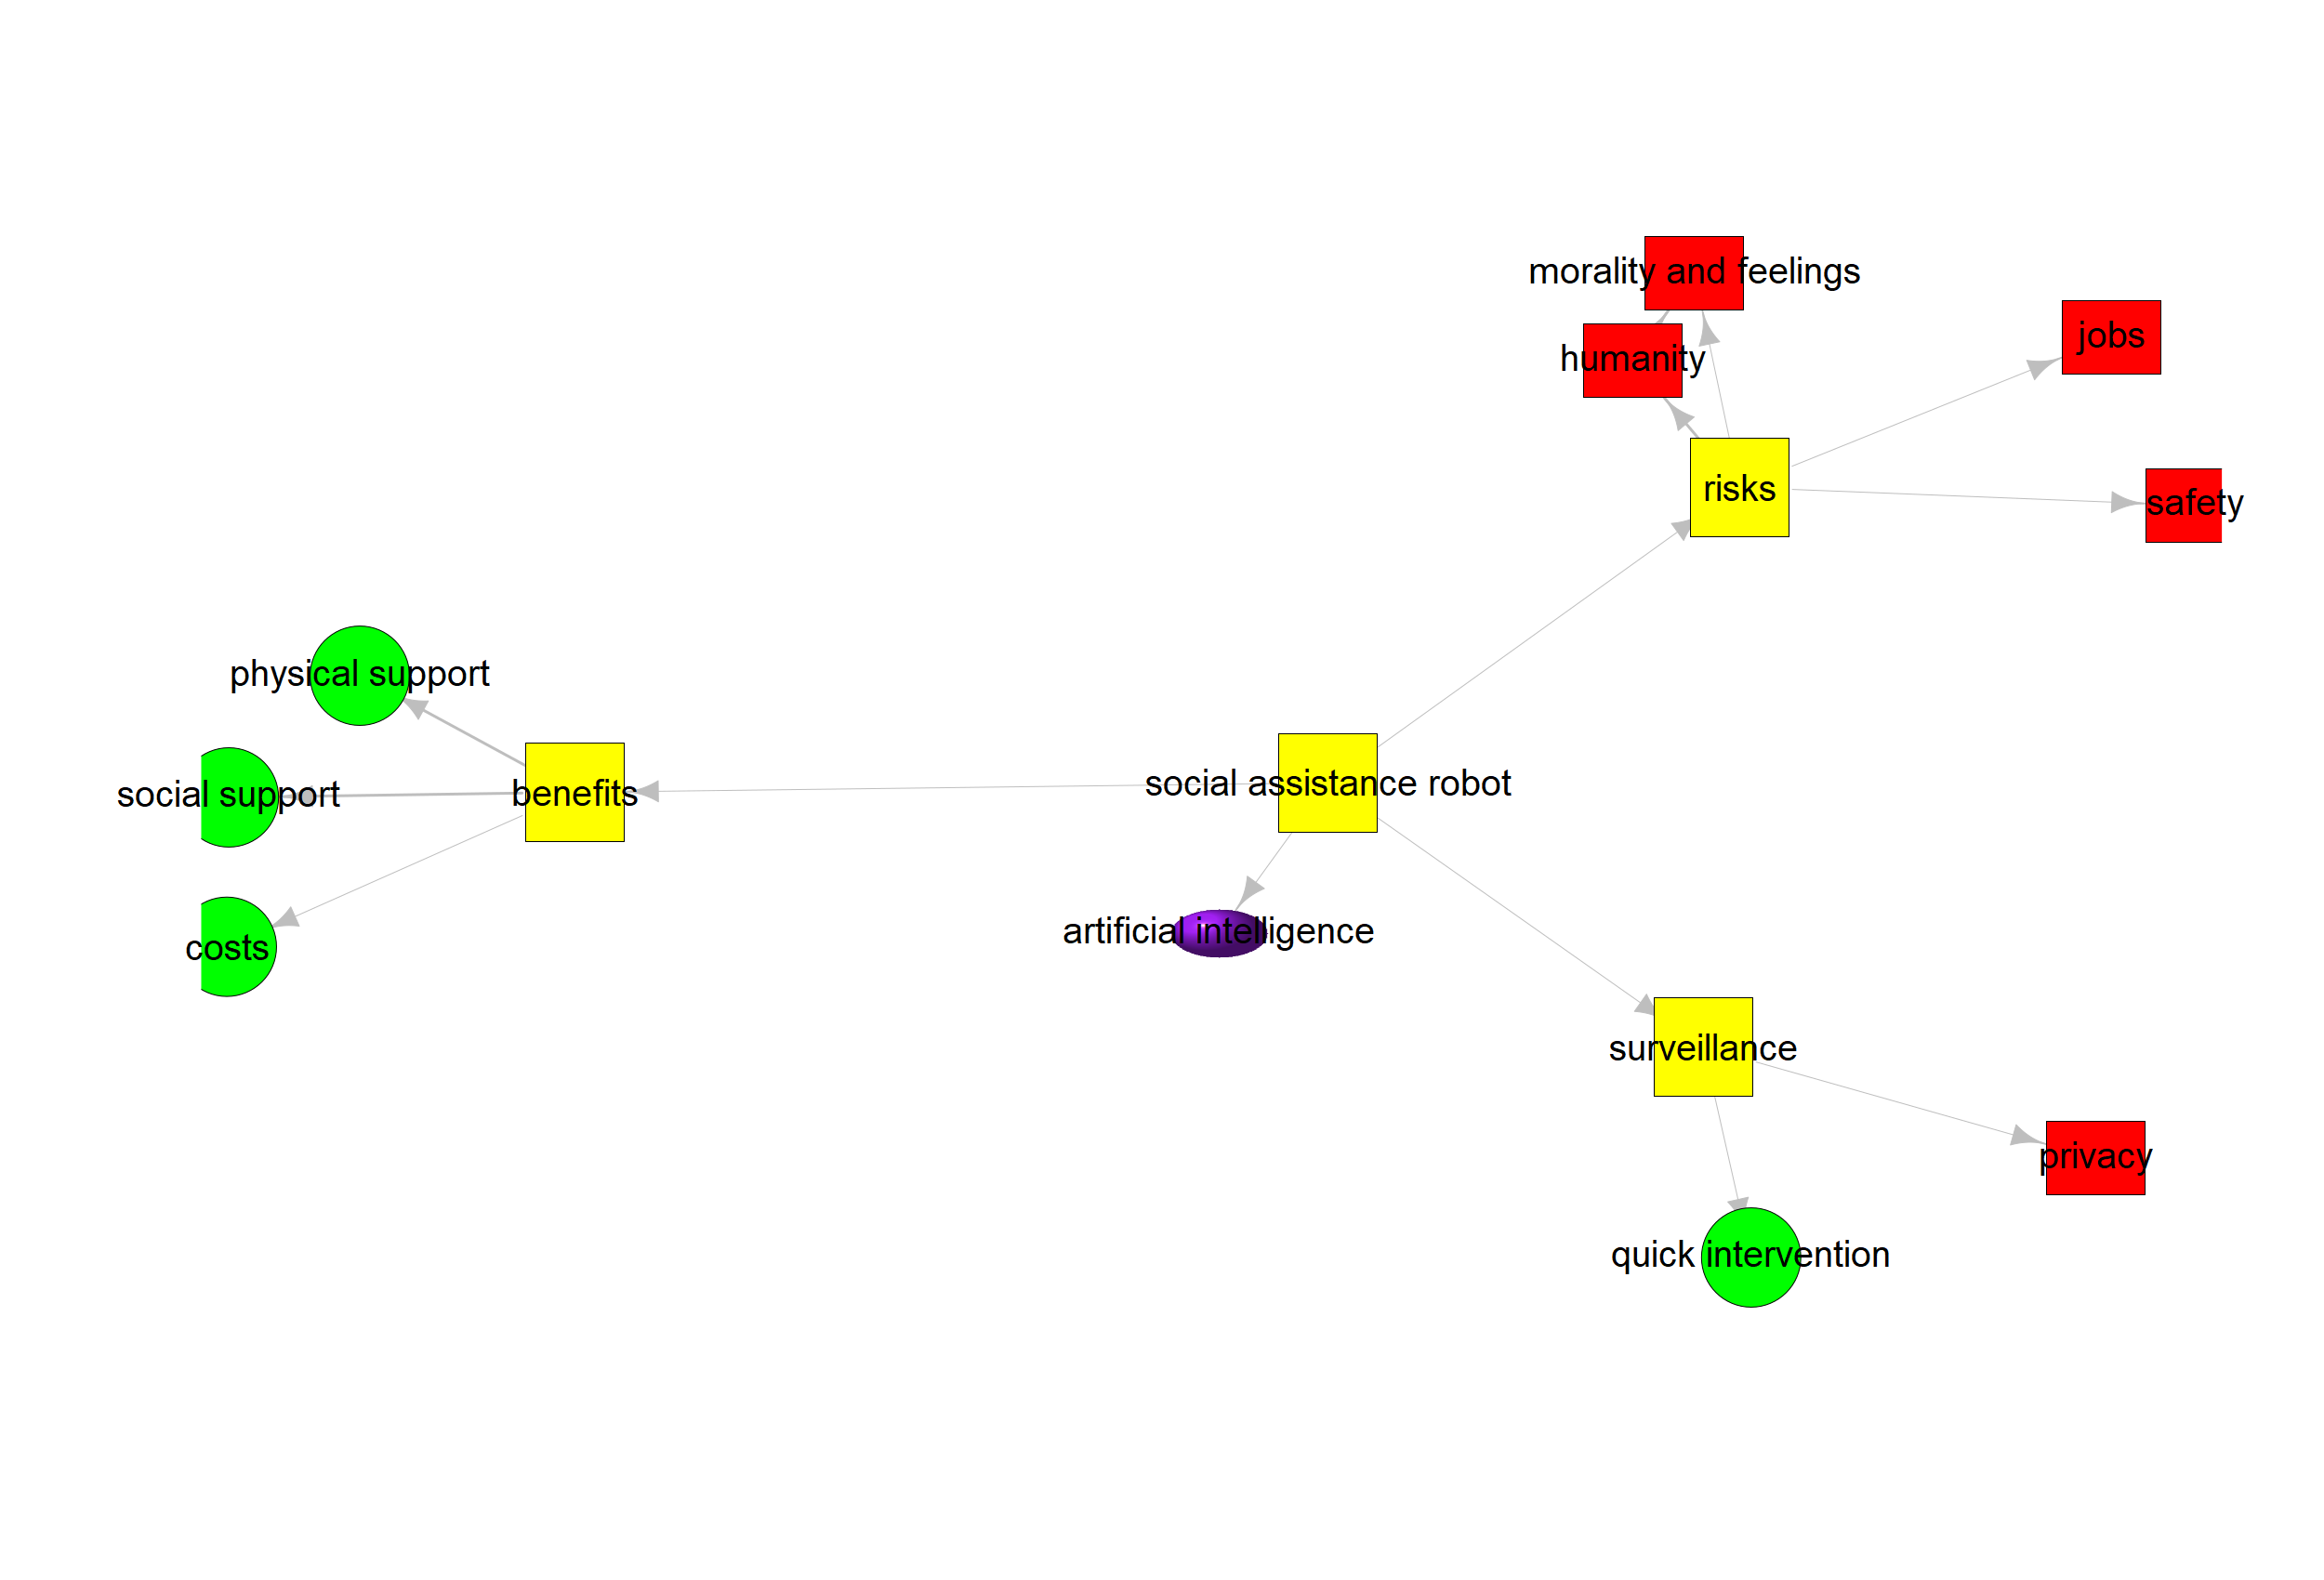 morality and feelings
jobs
humanity
risks
safety
physical support
social support
benefits
social assistance robot
artificial intelligence
costs
surveillance
privacy
quick intervention